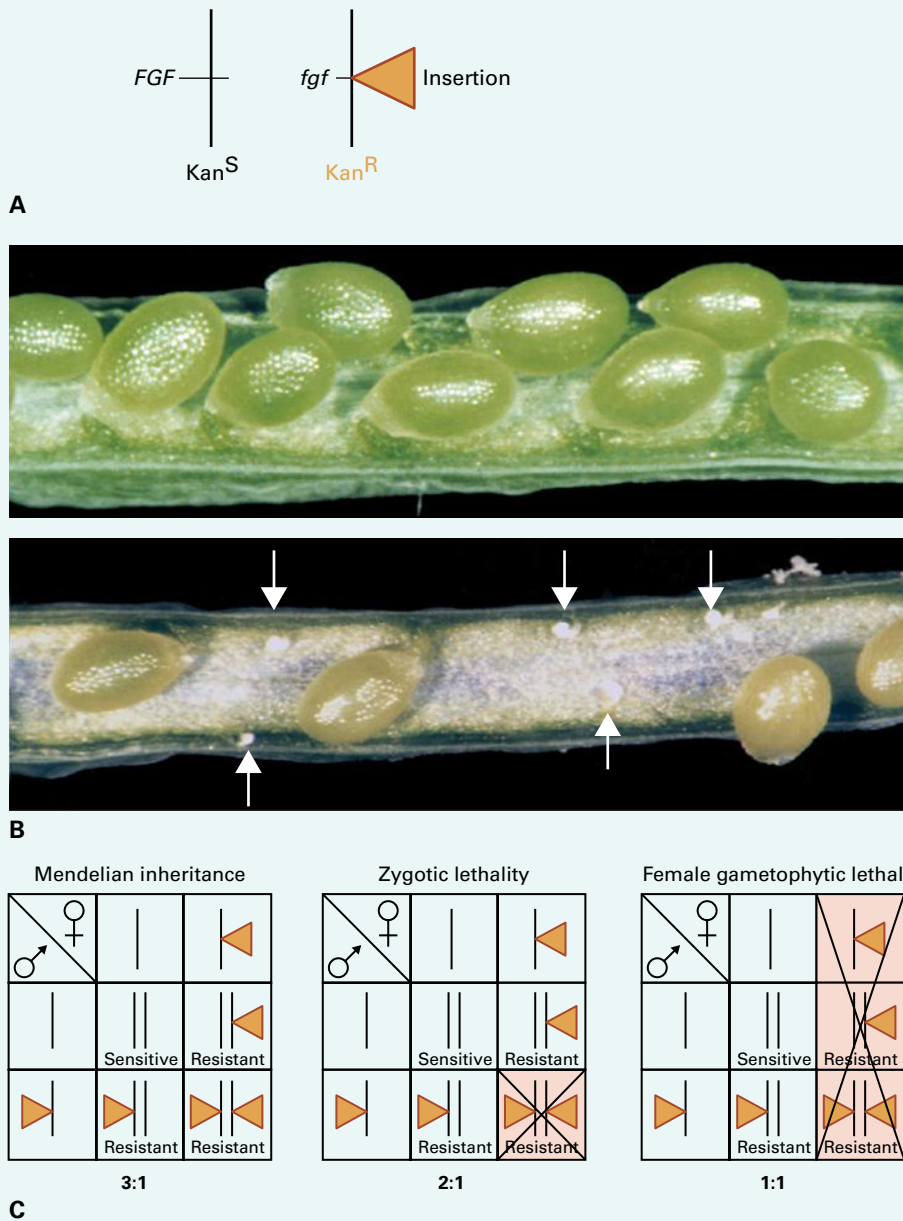 FGF fgf Insertion
Kan^S Kan^R
A
B
Mendelian inheritance Zygotic lethality Female gametophytic lethal
Sensitive Resistant Sensitive Resistant Sensitive Resistant
Resistant Resistant Resistant Resistant Resistant Resistant
3:1 2:1 1:1
C